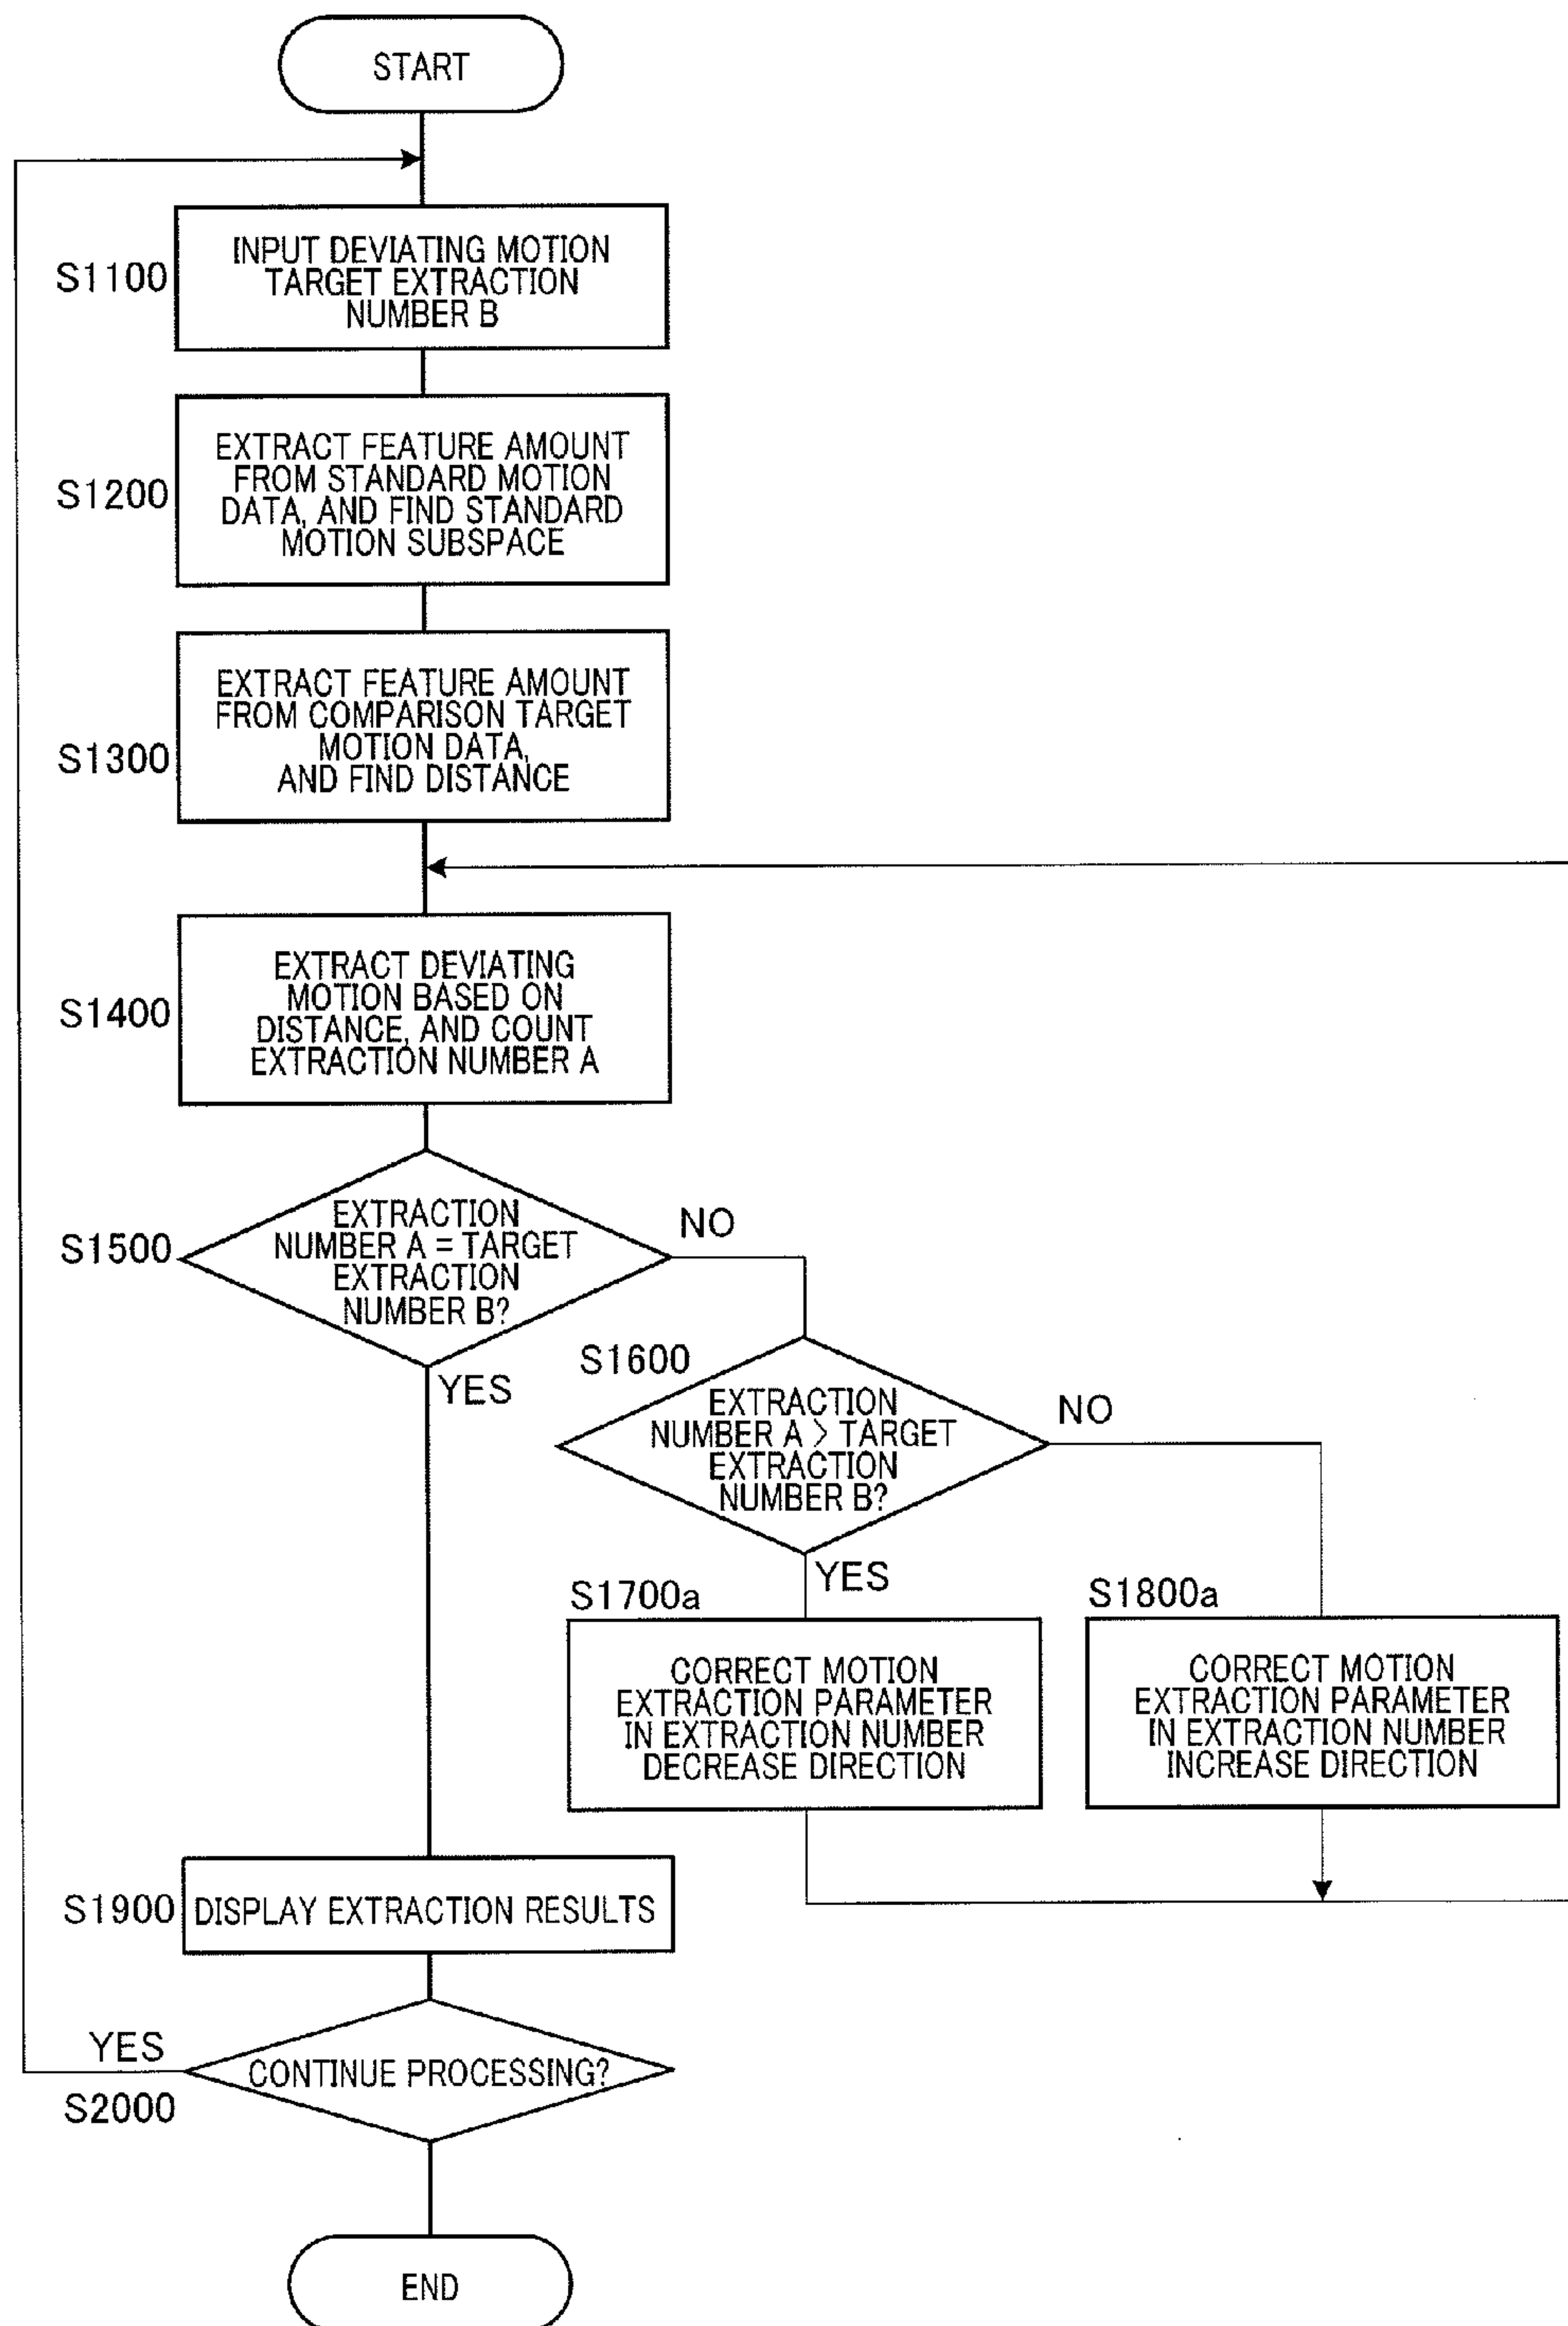 START
S1100
INPUT DEVIATING MOTION
TARGET EXTRACTION
NUMBER B
S1200
EXTRACT FEATURE AMOUNT
FROM STANDARD MOTION
DATA, AND FIND STANDARD
MOTION SUBSPACE
S1300
EXTRACT FEATURE AMOUNT
FROM COMPARISON TARGET
MOTION DATA,
AND FIND DISTANCE
S1400
EXTRACT DEVIATING
MOTION BASED ON
DISTANCE, AND COUNT
EXTRACTION NUMBER A
S1500
EXTRACTION
NUMBER A = TARGET
EXTRACTION
NUMBER B?
NO
YES
S1600
EXTRACTION
NUMBER A > TARGET
EXTRACTION
NUMBER B?
NO
YES
S1700a
CORRECT MOTION
EXTRACTION PARAMETER
IN EXTRACTION NUMBER
DECREASE DIRECTION
S1800a
CORRECT MOTION
EXTRACTION PARAMETER
IN EXTRACTION NUMBER
INCREASE DIRECTION
S1900
DISPLAY EXTRACTION RESULTS
YES
S2000
CONTINUE PROCESSING?
END